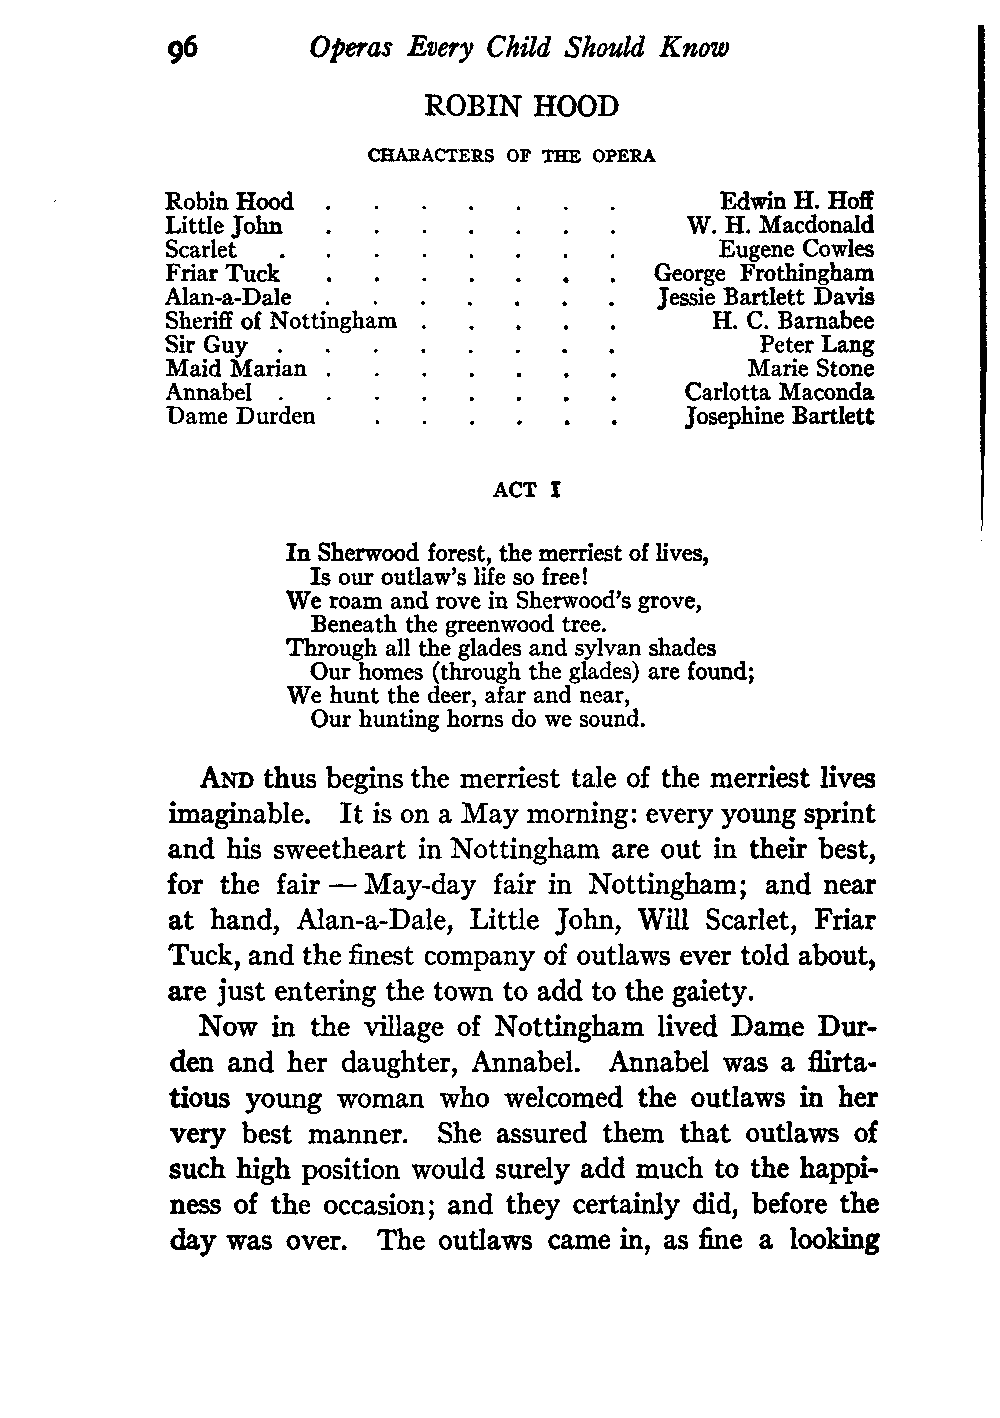 96 Operas Every Child Should Know
ROBIN HOOD
CHARACTERS OF THE OPERA
Robin Hood . . . . . . . Edwin H. Hoff
Little John . . . . . . . W. H. Macdonald
Scarlet . . . . . . . . Eugene Cowles
Friar Tuck . . . . . . . George Frothingham
Alan-a-Dale . . . . . . . Jessie Bartlett Davis
Sheriff of Nottingham . . . . . H. C. Barnabee
Sir Guy . . . . . . . . Peter Lang
Maid Marian . . . . . . . Marie Stone
Annabel . . . . . . . . Carlotta Maconda
Dame Durden . . . . . . Josephine Bartlett
ACT I
In Sherwood forest, the merriest of lives,
Is our outlaw's life so free!
We roam and rove in Sherwood's grove,
Beneath the greenwood tree.
Through all the glades and sylvan shades
Our homes (through the glades) are found;
We hunt the deer, afar and near,
Our hunting horns do we sound.
AND thus begins the merriest tale of the merriest lives
imaginable. It is on a May morning: every young sprint
and his sweetheart in Nottingham are out in their best,
for the fair — May-day fair in Nottingham; and near
at hand, Alan-a-Dale, Little John, Will Scarlet, Friar
Tuck, and the finest company of outlaws ever told about,
are just entering the town to add to the gaiety.
Now in the village of Nottingham lived Dame Dur-
den and her daughter, Annabel. Annabel was a flirta-
tious young woman who welcomed the outlaws in her
very best manner. She assured them that outlaws of
such high position would surely add much to the happi-
ness of the occasion; and they certainly did, before the
day was over. The outlaws came in, as fine a looking